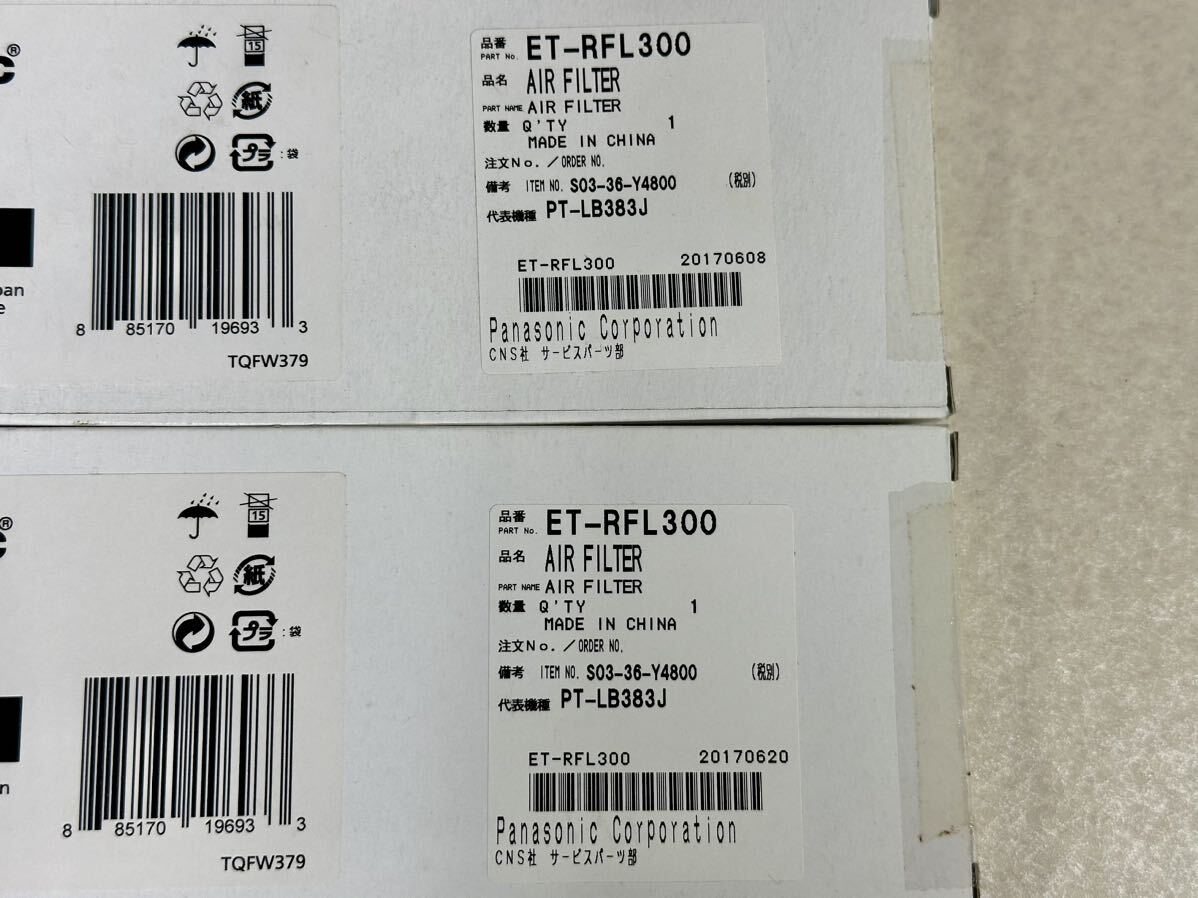 ®
15
紙
プラ : 袋
pan
e
8 85170 19693 3
TQFW379
品番 PART No. ET-RFL300
品名 AIR FILTER
PART NAME AIR FILTER
数量 Q'TY 1
MADE IN CHINA
注文No. / ORDER NO.
備考 ITEM NO. S03-36-Y4800 (税別)
代表機種 PT-LB383J
ET-RFL300 20170608
Panasonic Corporation
CNS社 サービスパーツ部
®
15
紙
プラ : 袋
n
8 85170 19693 3
TQFW379
品番 PART No. ET-RFL300
品名 AIR FILTER
PART NAME AIR FILTER
数量 Q'TY 1
MADE IN CHINA
注文No. / ORDER NO.
備考 ITEM NO. S03-36-Y4800 (税別)
代表機種 PT-LB383J
ET-RFL300 20170620
Panasonic Corporation
CNS社 サービスパーツ部